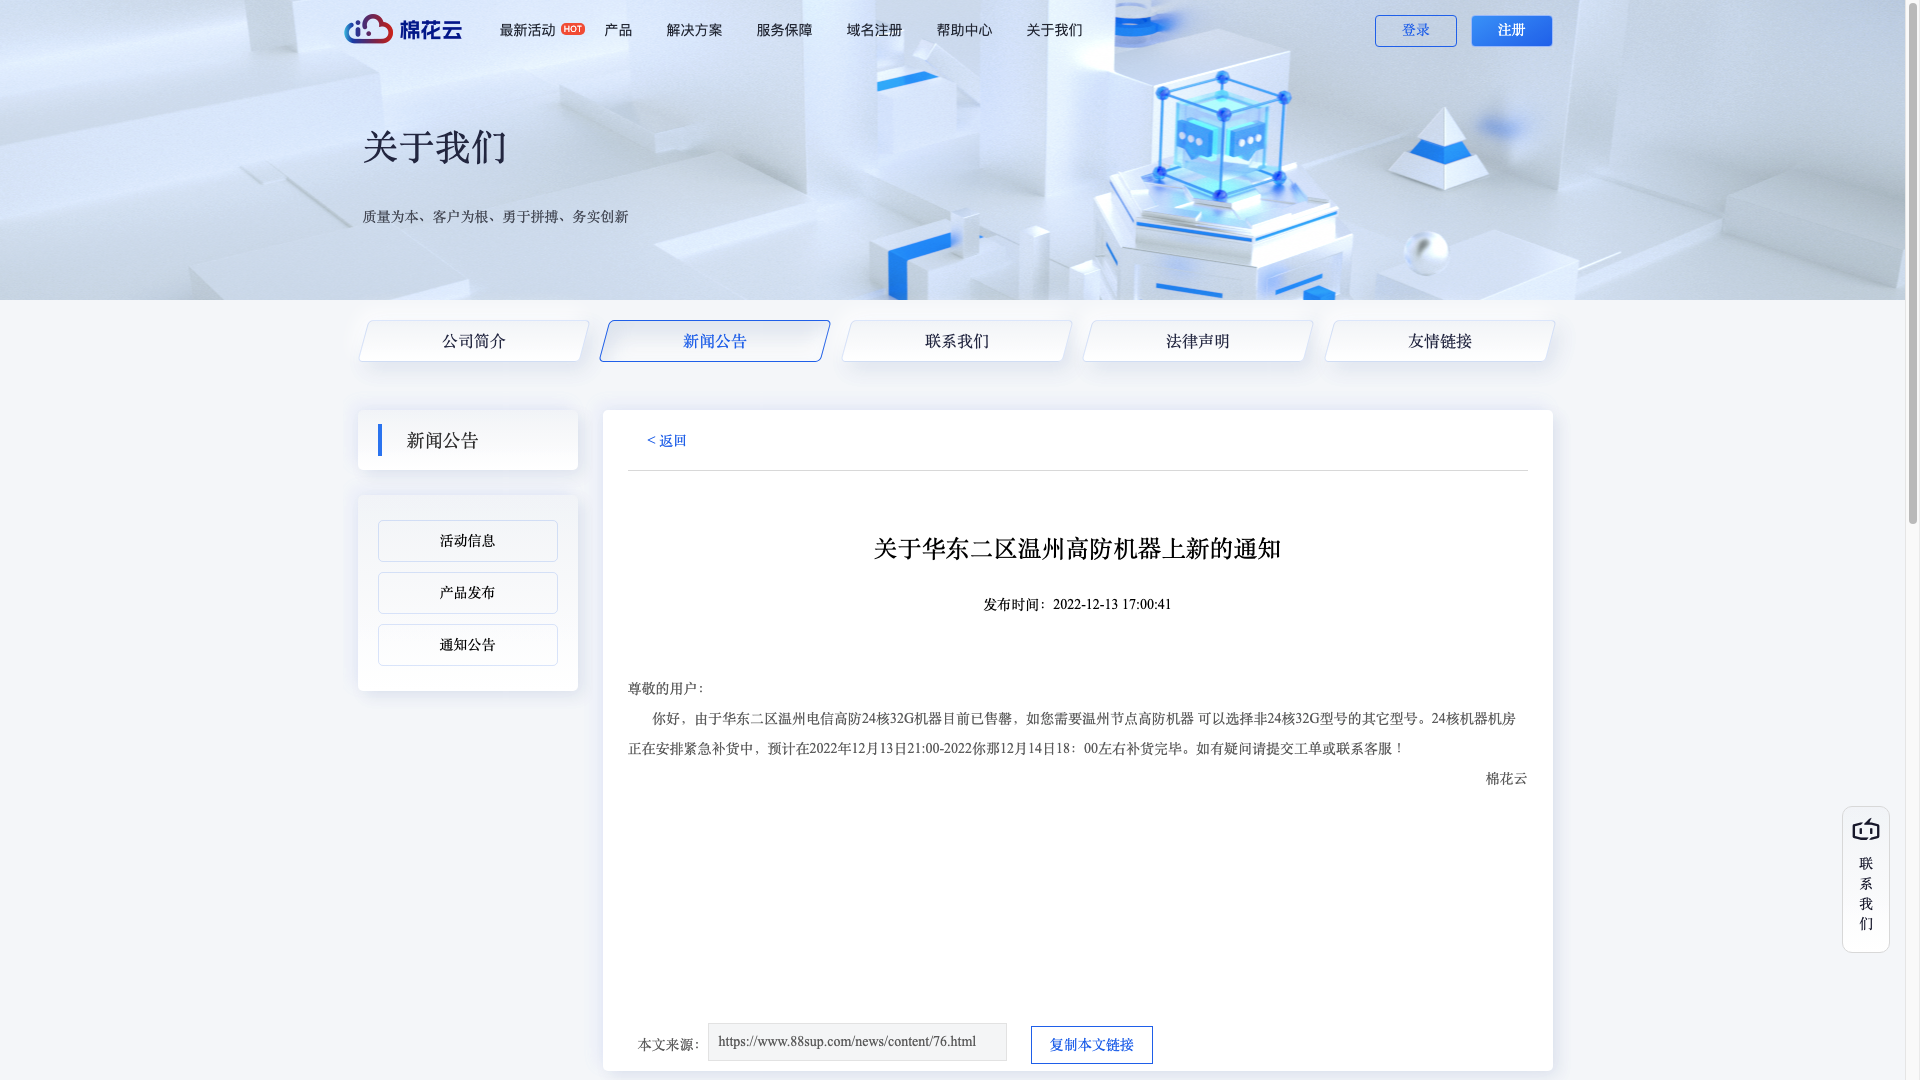 棉花云
最新活动 HOT 产品 解决方案 服务保障 域名注册 帮助中心 关于我们 登录 注册
关于我们
质量为本、客户为根、勇于拼搏、务实创新
公司简介 新闻公告 联系我们 法律声明 友情链接
新闻公告
活动信息
产品发布
通知公告
< 返回
关于华东二区温州高防机器上新的通知
发布时间：2022-12-13 17:00:41
尊敬的用户：
你好，由于华东二区温州电信高防24核32G机器目前已售罄，如您需要温州节点高防机器 可以选择非24核32G型号的其它型号。24核机器机房
正在安排紧急补货中，预计在2022年12月13日21:00-2022你那12月14日18：00左右补货完毕。如有疑问请提交工单或联系客服！
棉花云
本文来源： https://www.88sup.com/news/content/76.html 复制本文链接
联
系
我
们